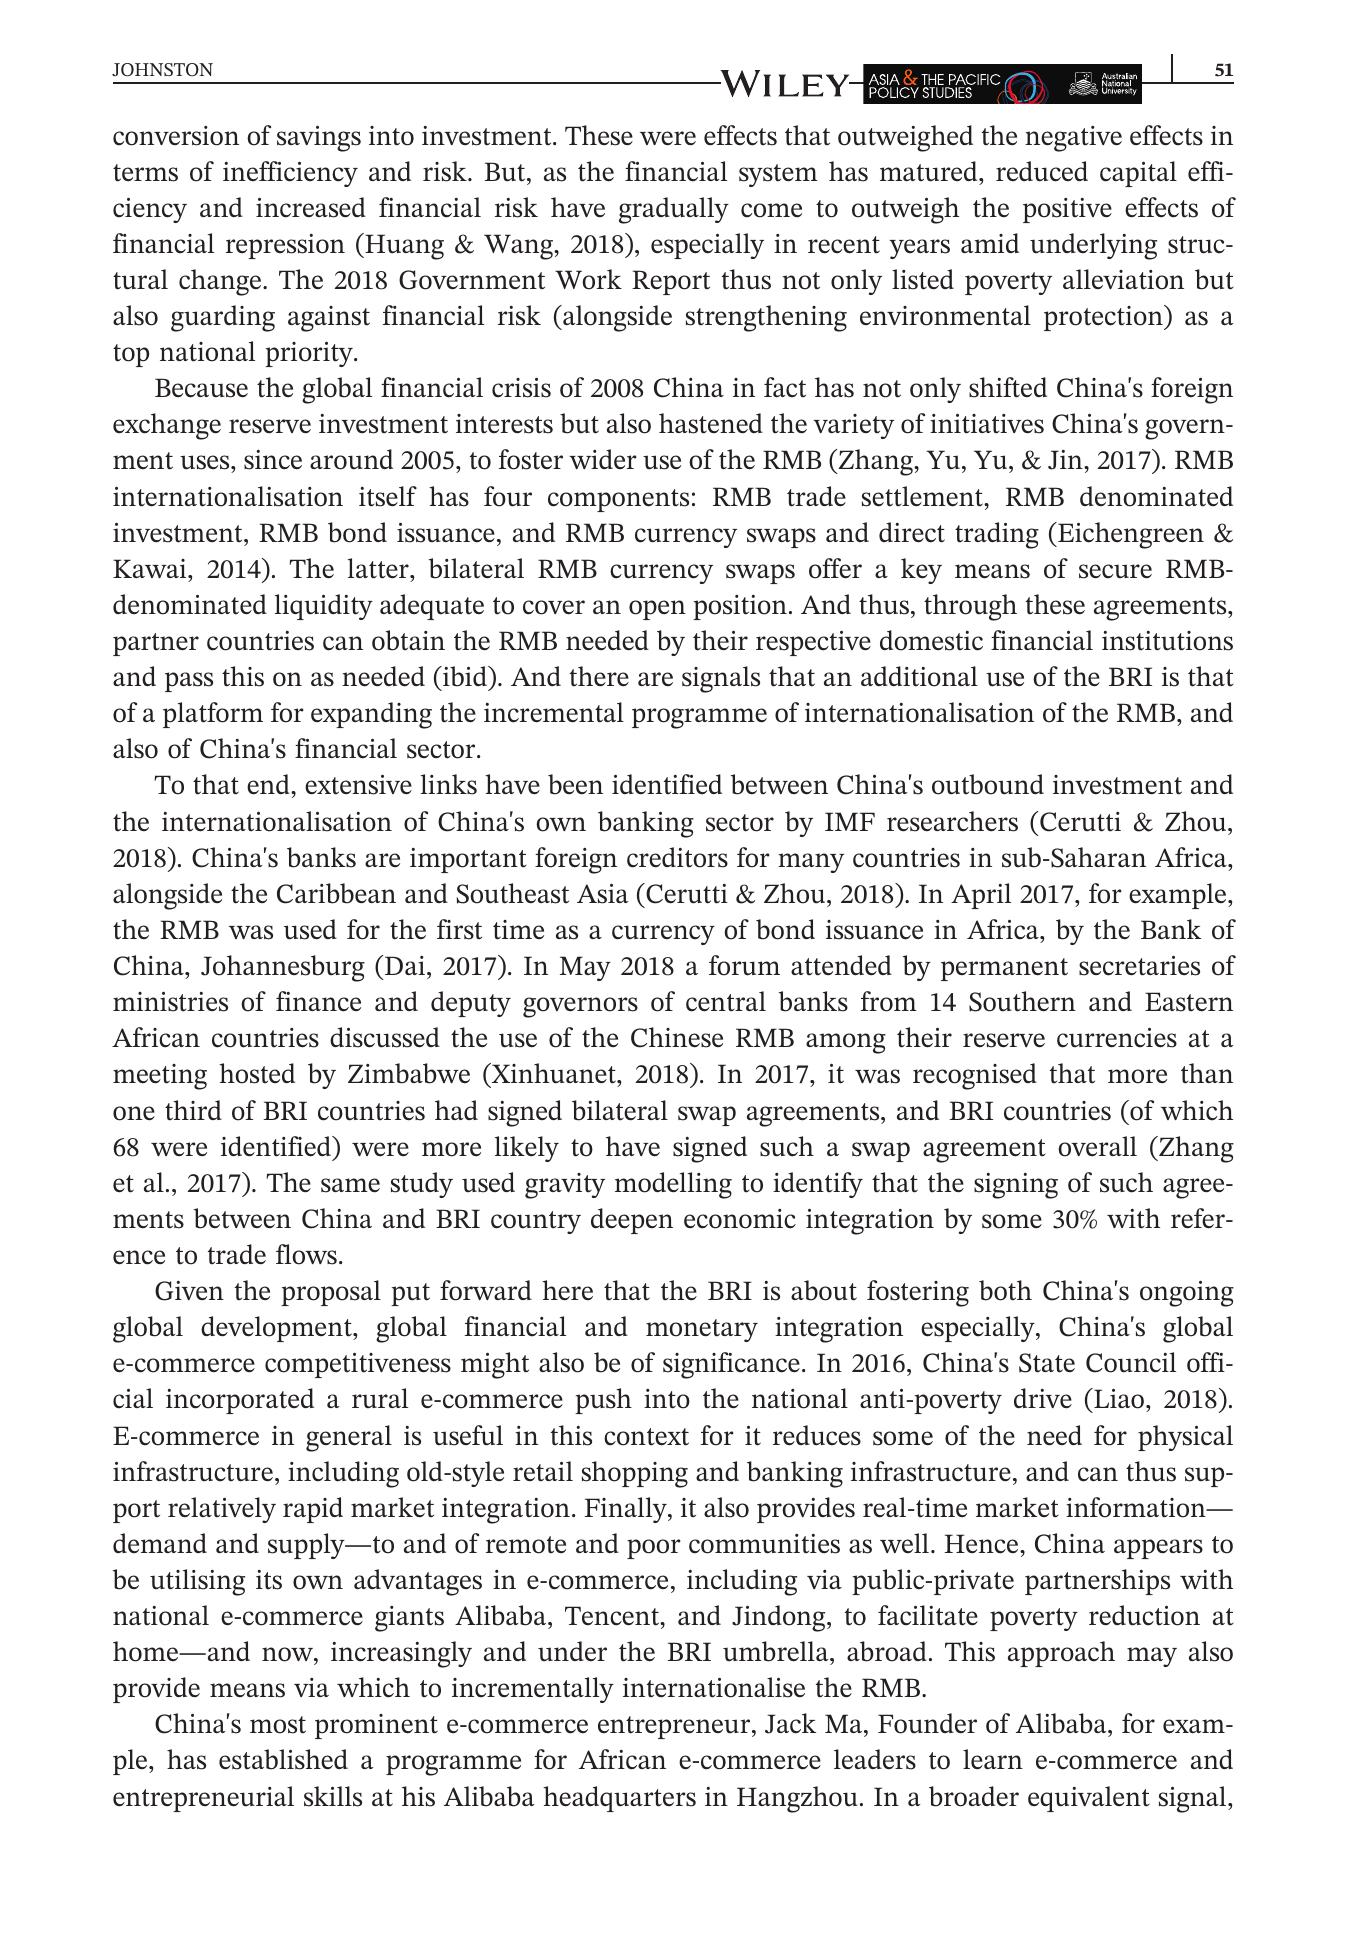 JOHNSTON
WILEY
ASIA & THE PACIFIC
POLICY STUDIES
Australian
National
University
51
conversion of savings into investment. These were effects that outweighed the negative effects in
terms of inefficiency and risk. But, as the financial system has matured, reduced capital effi-
ciency and increased financial risk have gradually come to outweigh the positive effects of
financial repression (Huang & Wang, 2018), especially in recent years amid underlying struc-
tural change. The 2018 Government Work Report thus not only listed poverty alleviation but
also guarding against financial risk (alongside strengthening environmental protection) as a
top national priority.
Because the global financial crisis of 2008 China in fact has not only shifted China's foreign
exchange reserve investment interests but also hastened the variety of initiatives China's govern-
ment uses, since around 2005, to foster wider use of the RMB (Zhang, Yu, Yu, & Jin, 2017). RMB
internationalisation itself has four components: RMB trade settlement, RMB denominated
investment, RMB bond issuance, and RMB currency swaps and direct trading (Eichengreen &
Kawai, 2014). The latter, bilateral RMB currency swaps offer a key means of secure RMB-
denominated liquidity adequate to cover an open position. And thus, through these agreements,
partner countries can obtain the RMB needed by their respective domestic financial institutions
and pass this on as needed (ibid). And there are signals that an additional use of the BRI is that
of a platform for expanding the incremental programme of internationalisation of the RMB, and
also of China's financial sector.
To that end, extensive links have been identified between China's outbound investment and
the internationalisation of China's own banking sector by IMF researchers (Cerutti & Zhou,
2018). China's banks are important foreign creditors for many countries in sub-Saharan Africa,
alongside the Caribbean and Southeast Asia (Cerutti & Zhou, 2018). In April 2017, for example,
the RMB was used for the first time as a currency of bond issuance in Africa, by the Bank of
China, Johannesburg (Dai, 2017). In May 2018 a forum attended by permanent secretaries of
ministries of finance and deputy governors of central banks from 14 Southern and Eastern
African countries discussed the use of the Chinese RMB among their reserve currencies at a
meeting hosted by Zimbabwe (Xinhuanet, 2018). In 2017, it was recognised that more than
one third of BRI countries had signed bilateral swap agreements, and BRI countries (of which
68 were identified) were more likely to have signed such a swap agreement overall (Zhang
et al., 2017). The same study used gravity modelling to identify that the signing of such agree-
ments between China and BRI country deepen economic integration by some 30% with refer-
ence to trade flows.
Given the proposal put forward here that the BRI is about fostering both China's ongoing
global development, global financial and monetary integration especially, China's global
e-commerce competitiveness might also be of significance. In 2016, China's State Council offi-
cial incorporated a rural e-commerce push into the national anti-poverty drive (Liao, 2018).
E-commerce in general is useful in this context for it reduces some of the need for physical
infrastructure, including old-style retail shopping and banking infrastructure, and can thus sup-
port relatively rapid market integration. Finally, it also provides real-time market information—
demand and supply—to and of remote and poor communities as well. Hence, China appears to
be utilising its own advantages in e-commerce, including via public-private partnerships with
national e-commerce giants Alibaba, Tencent, and Jindong, to facilitate poverty reduction at
home—and now, increasingly and under the BRI umbrella, abroad. This approach may also
provide means via which to incrementally internationalise the RMB.
China's most prominent e-commerce entrepreneur, Jack Ma, Founder of Alibaba, for exam-
ple, has established a programme for African e-commerce leaders to learn e-commerce and
entrepreneurial skills at his Alibaba headquarters in Hangzhou. In a broader equivalent signal,